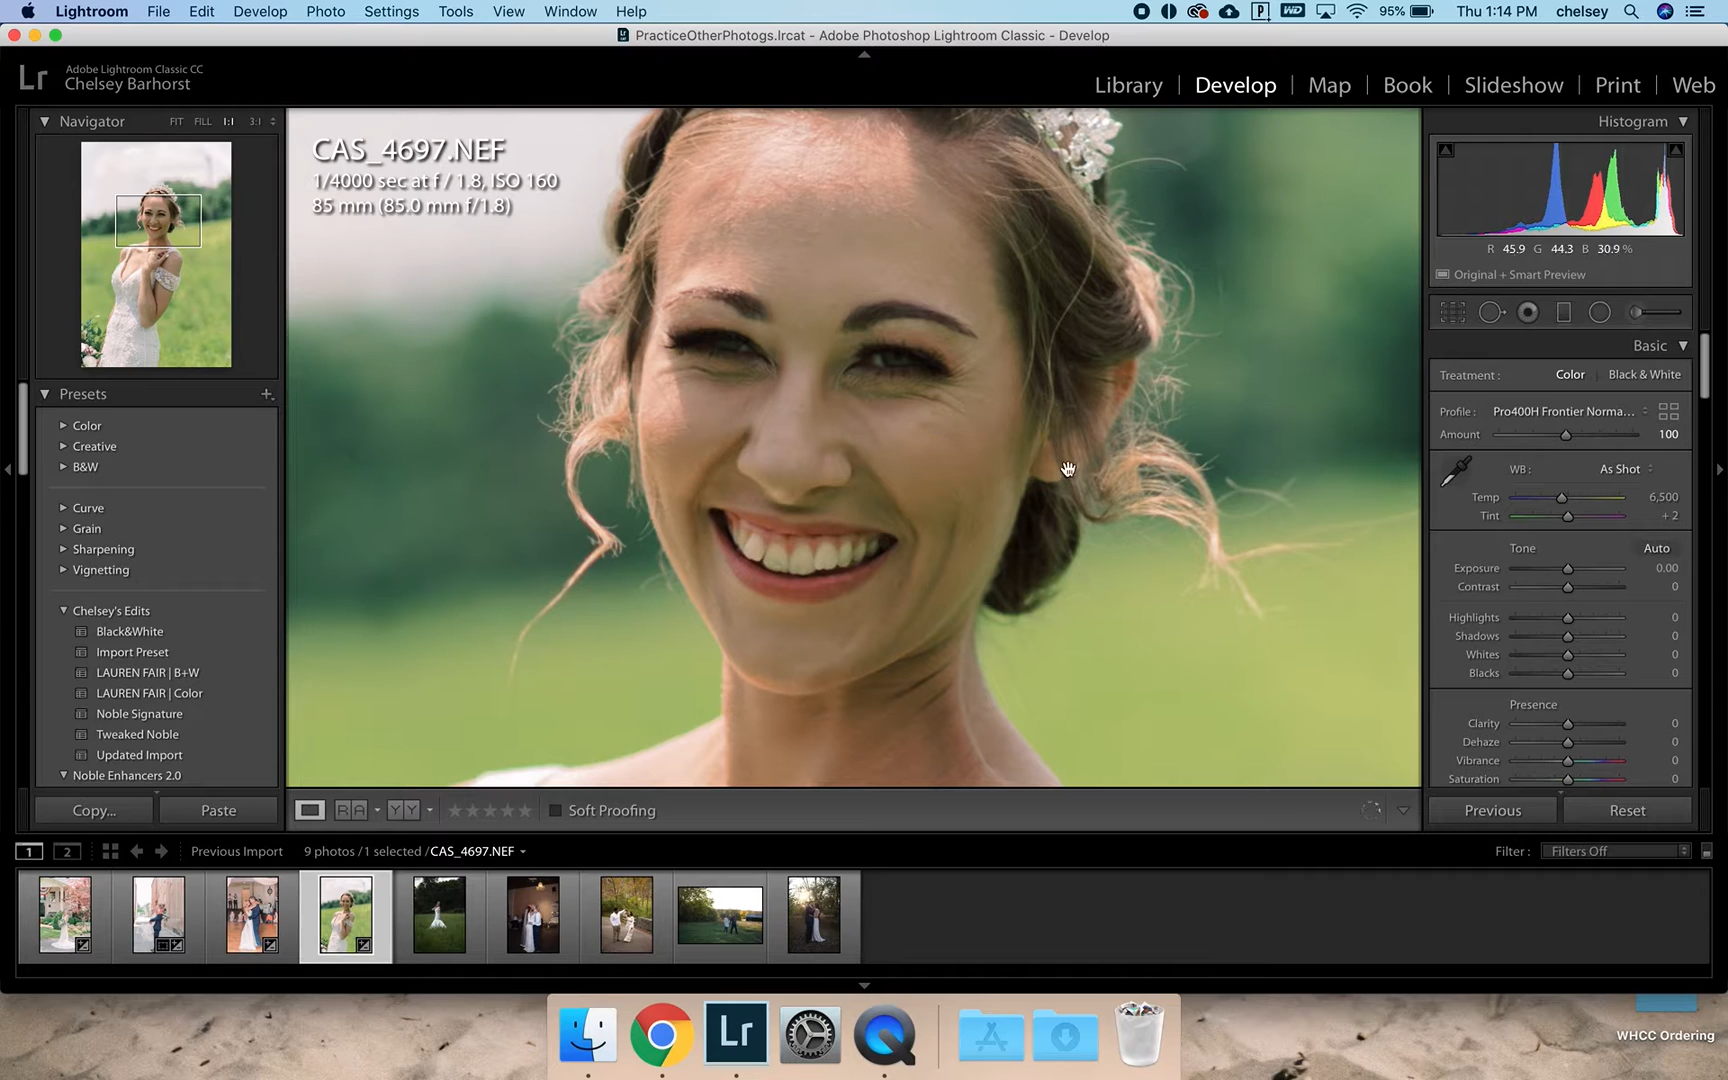 Lightroom File Edit Develop Photo Settings Tools View Window Help
95% Thu 1:14 PM chelsey
PracticeOtherPhotogs.lrcat - Adobe Photoshop Lightroom Classic - Develop
Lr
Adobe Lightroom Classic CC
Chelsey Barhorst
Library | Develop | Map | Book | Slideshow | Print | Web
Navigator FIT FILL 1:1 3:1
CAS_4697.NEF
1/4000 sec at f / 1.8, ISO 160
85 mm (85.0 mm f/1.8)
Presets
Color
Creative
B&W
Curve
Grain
Sharpening
Vignetting
Chelsey's Edits
Black&White
Import Preset
LAUREN FAIR | B+W
LAUREN FAIR | Color
Noble Signature
Tweaked Noble
Updated Import
Noble Enhancers 2.0
Copy... Paste
Histogram
R 45.9 G 44.3 B 30.9 %
Original + Smart Preview
Basic
Treatment : Color Black & White
Profile : Pro400H Frontier Norma...
Amount 100
WB : As Shot
Temp 6,500
Tint + 2
Tone Auto
Exposure 0.00
Contrast 0
Highlights 0
Shadows 0
Whites 0
Blacks 0
Presence
Clarity 0
Dehaze 0
Vibrance 0
Saturation 0
Previous Reset
R A Y Y Soft Proofing
1 2 Previous Import 9 photos /1 selected /CAS_4697.NEF
Filter : Filters Off
Lr
WHCC Ordering